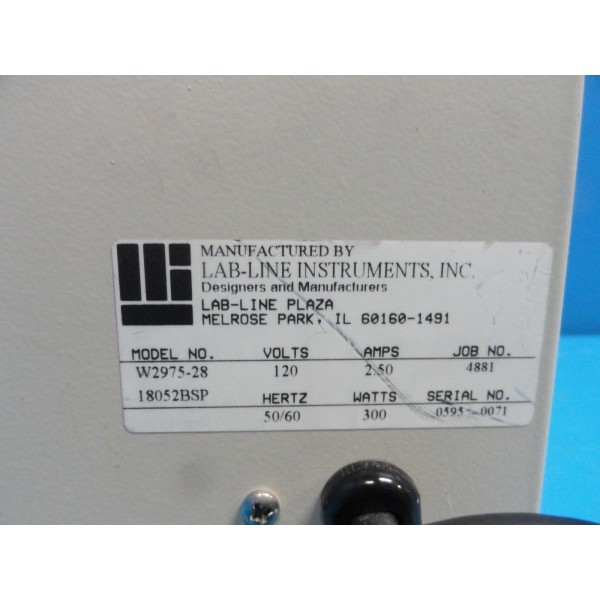 MANUFACTURED BY
LAB-LINE INSTRUMENTS, INC.
Designers and Manufacturers
LAB-LINE PLAZA
MELROSE PARK, IL 60160-1491
MODEL NO. VOLTS AMPS JOB NO.
W2975-28 120 2.50 4881
18052BSP HERTZ WATTS SERIAL NO.
50/60 300 0595-0071